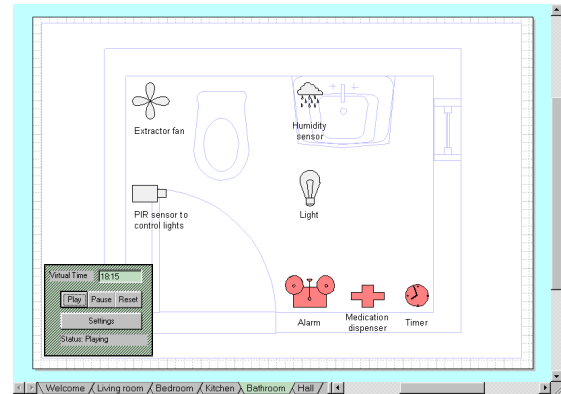 Extractor fan
Humidity
sensor
PIR sensor to
control lights
Light
Virtual Time 18:15
Play Pause Reset
Settings
Status: Playing
Alarm
Medication
dispenser
Timer
Welcome Living room Bedroom Kitchen Bathroom Hall